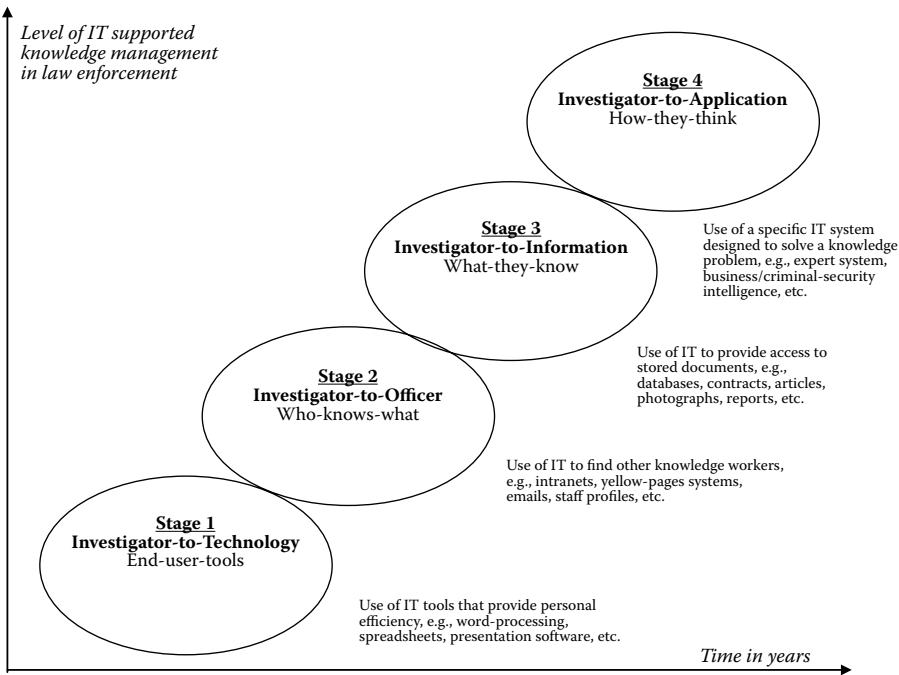 Level of IT supported
knowledge management
in law enforcement
Stage 4
Investigator-to-Application
How-they-think
Use of a specific IT system
designed to solve a knowledge
problem, e.g., expert system,
business/criminal-security
intelligence, etc.
Stage 3
Investigator-to-Information
What-they-know
Use of IT to provide access to
stored documents, e.g.,
databases, contracts, articles,
photographs, reports, etc.
Stage 2
Investigator-to-Officer
Who-knows-what
Use of IT to find other knowledge workers,
e.g., intranets, yellow-pages systems,
emails, staff profiles, etc.
Stage 1
Investigator-to-Technology
End-user-tools
Use of IT tools that provide personal
efficiency, e.g., word-processing,
spreadsheets, presentation software, etc.
Time in years